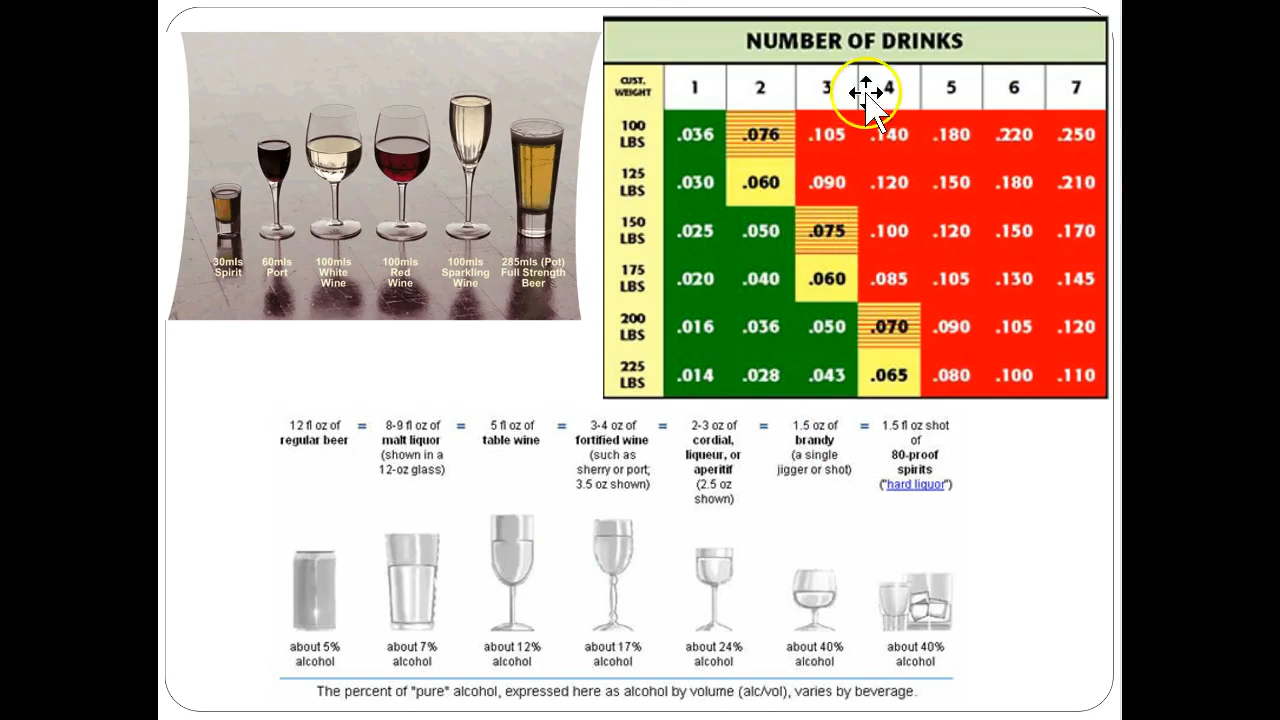 30mls
Spirit
60mls
Port
100mls
White
Wine
100mls
Red
Wine
100mls
Sparkling
Wine
285mls (Pot)
Full Strength
Beer
NUMBER OF DRINKS
CUST. WEIGHT 1 2 3 4 5 6 7
100 LBS .036 .076 .105 .140 .180 .220 .250
125 LBS .030 .060 .090 .120 .150 .180 .210
150 LBS .025 .050 .075 .100 .120 .150 .170
175 LBS .020 .040 .060 .085 .105 .130 .145
200 LBS .016 .036 .050 .070 .090 .105 .120
225 LBS .014 .028 .043 .065 .080 .100 .110
12 fl oz of
regular beer
=
8-9 fl oz of
malt liquor
(shown in a
12-oz glass)
=
5 fl oz of
table wine
=
3-4 oz of
fortified wine
(such as
sherry or port;
3.5 oz shown)
=
2-3 oz of
cordial,
liqueur, or
aperitif
(2.5 oz
shown)
=
1.5 oz of
brandy
(a single
jigger or shot)
=
1.5 fl oz shot
of
80-proof
spirits
("hard liquor")
about 5%
alcohol
about 7%
alcohol
about 12%
alcohol
about 17%
alcohol
about 24%
alcohol
about 40%
alcohol
about 40%
alcohol
The percent of "pure" alcohol, expressed here as alcohol by volume (alc/vol), varies by beverage.